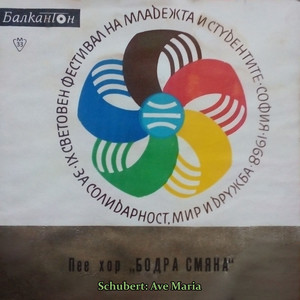 Балкантон
М
33
IX·СВЕТОВЕН ФЕСТИВАЛ НА МЛАДЕЖТА И СТУДЕНТИТЕ·СОФИЯ·1968·ЗА СОЛИДАРНОСТ, МИР И ДРУЖБА·
Пее хор „БОДРА СМЯНА“
Schubert: Ave Maria